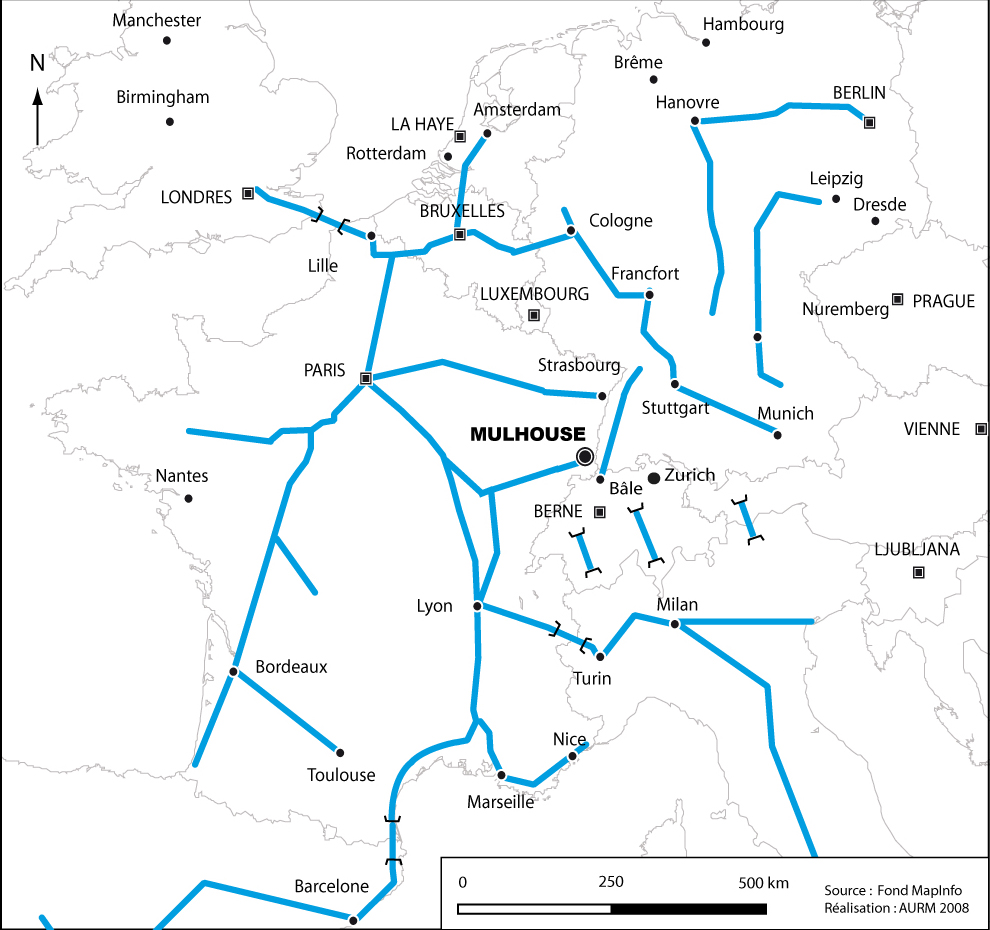 Manchester
Hambourg
N
Brême
Birmingham
Hanovre
BERLIN
Amsterdam
LA HAYE
Rotterdam
Leipzig
LONDRES
Dresde
BRUXELLES
Cologne
Lille
Francfort
LUXEMBOURG
Nuremberg
PRAGUE
PARIS
Strasbourg
Stuttgart
Munich
MULHOUSE
VIENNE
Nantes
Bâle
Zurich
BERNE
LJUBLJANA
Lyon
Milan
Turin
Bordeaux
Nice
Toulouse
Marseille
Barcelone
0 250 500 km
Source : Fond MapInfo
Réalisation : AURM 2008